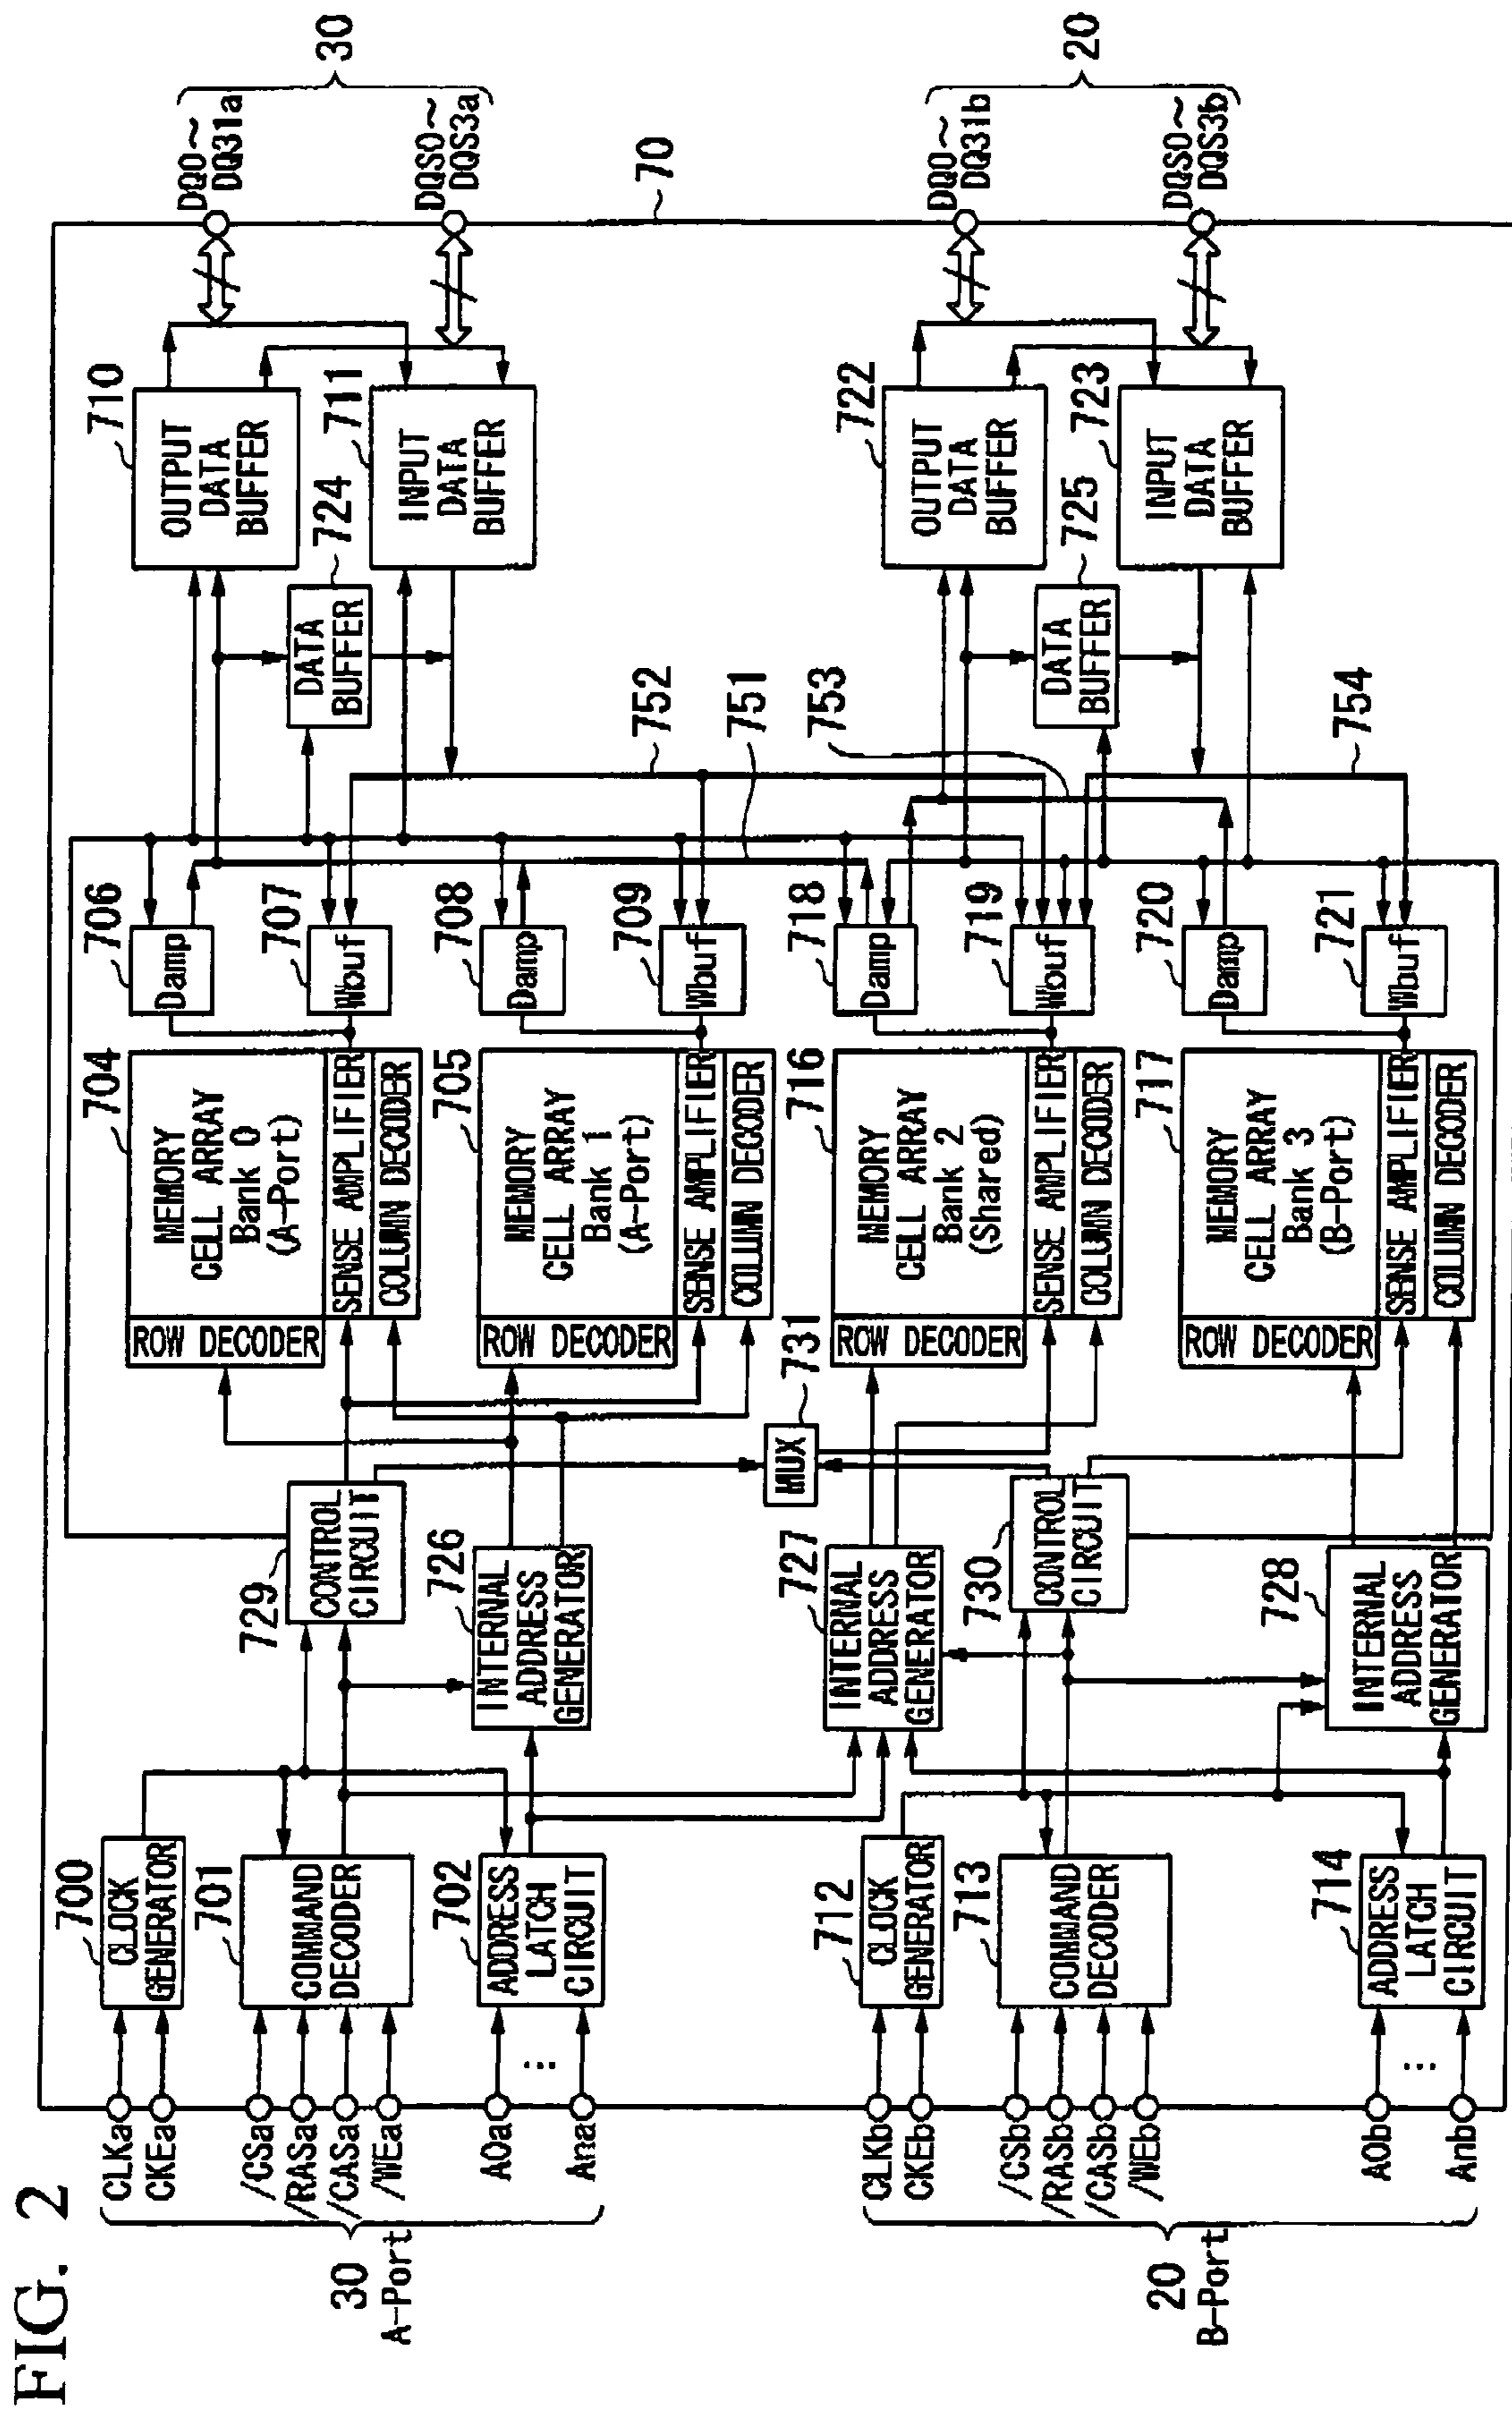 FIG. 2
30
A-Port
CLKa
CKEa
/CSa
/RASa
/CASa
/WEa
A0a
...
Ana
20
B-Port
CLKb
CKEb
/CSb
/RASb
/CASb
/WEb
A0b
...
Anb
700
CLOCK
GENERATOR
701
COMMAND
DECODER
702
ADDRESS
LATCH
CIRCUIT
712
CLOCK
GENERATOR
713
COMMAND
DECODER
714
ADDRESS
LATCH
CIRCUIT
729
CONTROL
CIRCUIT
726
INTERNAL
ADDRESS
GENERATOR
727
INTERNAL
ADDRESS
GENERATOR
730
CONTROL
CIRCUIT
728
INTERNAL
ADDRESS
GENERATOR
731
MUX
704
MEMORY
CELL ARRAY
Bank 0
(A-Port)
SENSE AMPLIFIER
COLUMN DECODER
ROW DECODER
705
MEMORY
CELL ARRAY
Bank 1
(A-Port)
SENSE AMPLIFIER
COLUMN DECODER
ROW DECODER
716
MEMORY
CELL ARRAY
Bank 2
(Shared)
SENSE AMPLIFIER
COLUMN DECODER
ROW DECODER
717
MEMORY
CELL ARRAY
Bank 3
(B-Port)
SENSE AMPLIFIER
COLUMN DECODER
ROW DECODER
706
Damp
707
Wbuf
708
Damp
709
Wbuf
718
Damp
719
Wbuf
720
Damp
721
Wbuf
752
751
753
754
710
OUTPUT
DATA
BUFFER
724
DATA
BUFFER
711
INPUT
DATA
BUFFER
722
OUTPUT
DATA
BUFFER
725
DATA
BUFFER
723
INPUT
DATA
BUFFER
70
DQ0~
DQ31a
DQS0~
DQS3a
30
DQ0~
DQ31b
DQS0~
DQS3b
20